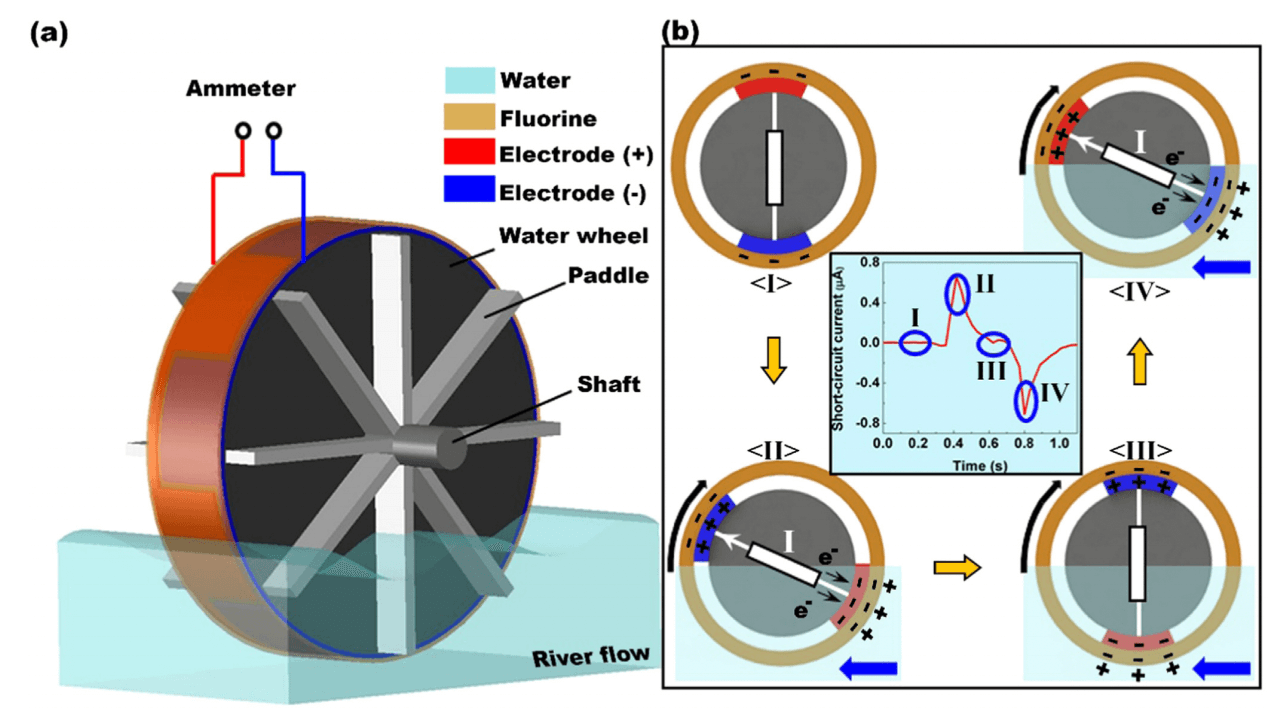 (a)
Ammeter
Water
Fluorine
Electrode (+)
Electrode (-)
Water wheel
Paddle
Shaft
River flow
(b)
- - -
- - -
<I>
- - -
+ + +
I
e-
e-
- - -
+ + +
<IV>
Short-circuit current (μA)
0.8
0.4
0.0
-0.4
-0.8
I
II
III
IV
0.0 0.2 0.4 0.6 0.8 1.0
Time (s)
<II>
- - -
+ + +
I
e-
e-
- - -
+ + +
<III>
- - -
+ + +
- - -
+ + +